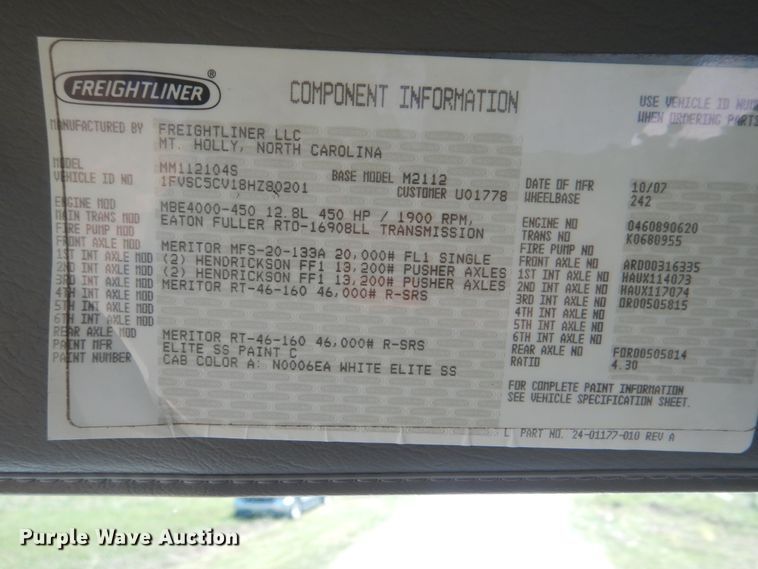 FREIGHTLINER®
COMPONENT INFORMATION
USE VEHICLE ID NUM
WHEN ORDERING PARTS
MANUFACTURED BY FREIGHTLINER LLC
MT. HOLLY, NORTH CAROLINA
MODEL MM112104S BASE MODEL M2112
VEHICLE ID NO 1FVSC5CV18HZ80201 CUSTOMER U01778
DATE OF MFR 10/07
WHEELBASE 242
ENGINE MOD MBE4000-450 12.8L 450 HP / 1900 RPM,
MAIN TRANS MOD EATON FULLER RTO-16908LL TRANSMISSION
FIRE PUMP MOD
FRONT AXLE MOD MERITOR MFS-20-133A 20,000# FL1 SINGLE
1ST INT AXLE MOD (2) HENDRICKSON FF1 13,200# PUSHER AXLES
2ND INT AXLE MOD (2) HENDRICKSON FF1 13,200# PUSHER AXLES
3RD INT AXLE MOD MERITOR RT-46-160 46,000# R-SRS
4TH INT AXLE MOD
5TH INT AXLE MOD
6TH INT AXLE MOD
REAR AXLE MOD MERITOR RT-46-160 46,000# R-SRS
PAINT MFR ELITE SS PAINT C
PAINT NUMBER CAB COLOR A: N0006EA WHITE ELITE SS
ENGINE NO 0460890620
TRANS NO K0680955
FIRE PUMP NO
FRONT AXLE NO ARD00316335
1ST INT AXLE NO HAUX114073
2ND INT AXLE NO HAUX117074
3RD INT AXLE NO OR00505815
4TH INT AXLE NO
5TH INT AXLE NO
6TH INT AXLE NO
REAR AXLE NO FOR00505814
RATIO 4.30
FOR COMPLETE PAINT INFORMATION
SEE VEHICLE SPECIFICATION SHEET.
L PART NO. 24-01177-010 REV A
Purple Wave Auction